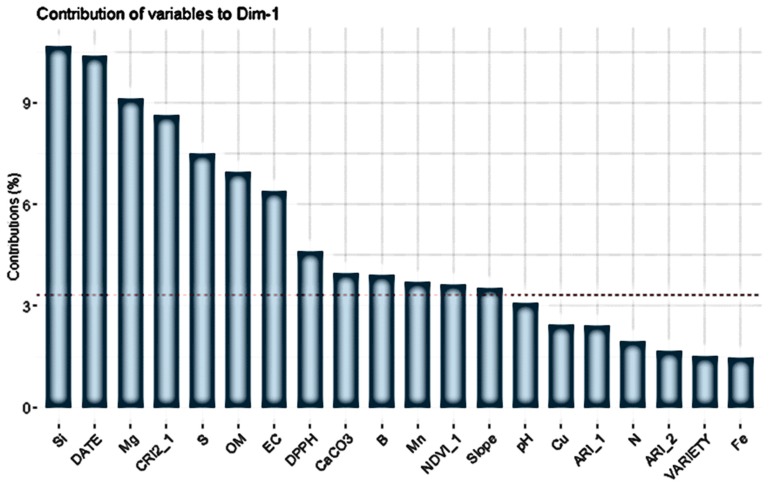 Contribution of variables to Dim-1
Contributions (%)
9
6
3
0
Si
DATE
Mg
CRI2_1
S
OM
EC
DPPH
CaCO3
B
Mn
NDVI_1
Slope
pH
Cu
ARI_1
N
ARI_2
VARIETY
Fe